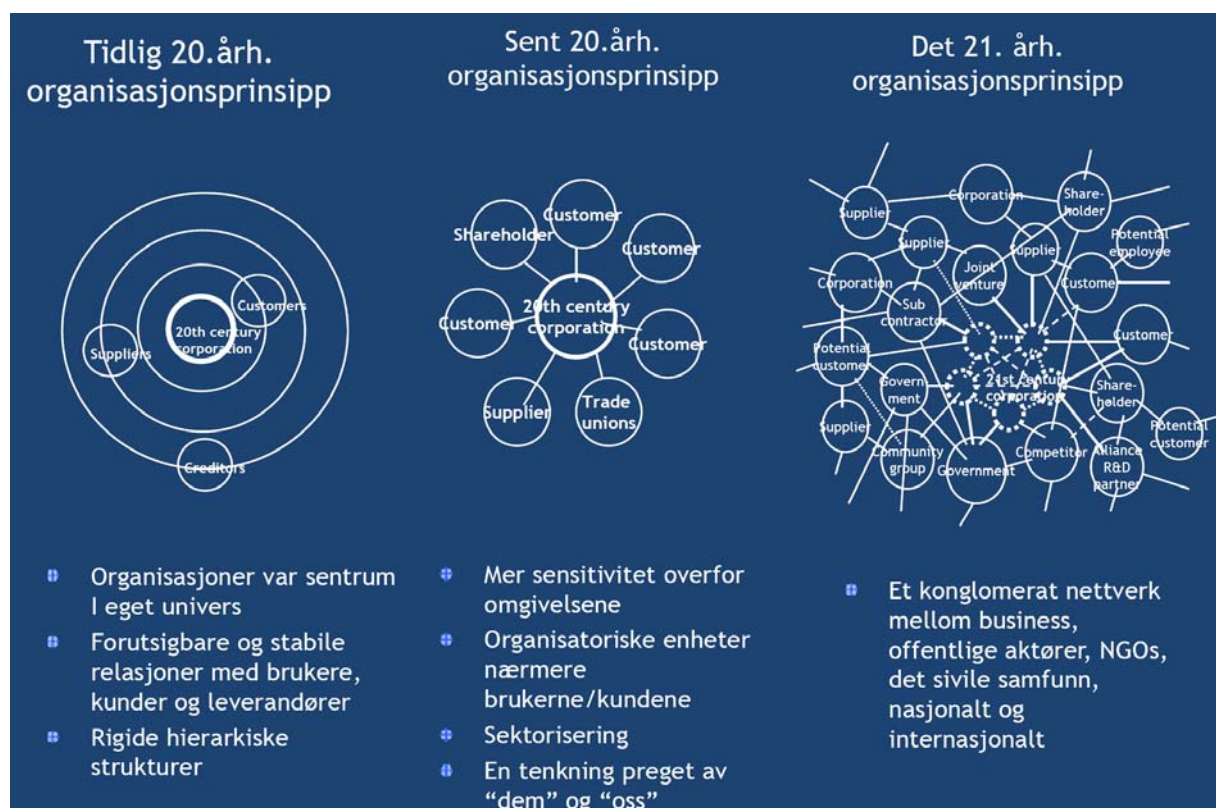 Tidlig 20.årh.
organisasjonsprinsipp
Customers
20th century
corporation
Suppliers
Creditors
Organisasjoner var sentrum
I eget univers
Forutsigbare og stabile
relasjoner med brukere,
kunder og leverandører
Rigide hierarkiske
strukturer
Sent 20.årh.
organisasjonsprinsipp
Customer
Shareholder
Customer
20th century
corporation
Customer
Customer
Supplier
Trade
unions
Mer sensitivitet overfor
omgivelsene
Organisatoriske enheter
nærmere
brukerne/kundene
Sektorisering
En tenkning preget av
“dem” og “oss”
Det 21. årh.
organisasjonsprinsipp
Corporation
Share-
holder
Supplier
Potential
employee
Supplier
Supplier
Joint
venture
Corporation
Customer
Sub
contractor
Customer
Potential
customer
Govern
ment
21st century
corporation
Share-
holder
Supplier
Potential
customer
Community
group
Government
Competitor
Alliance
R&D
partner
Et konglomerat nettverk
mellom business,
offentlige aktører, NGOs,
det sivile samfunn,
nasjonalt og
internasjonalt